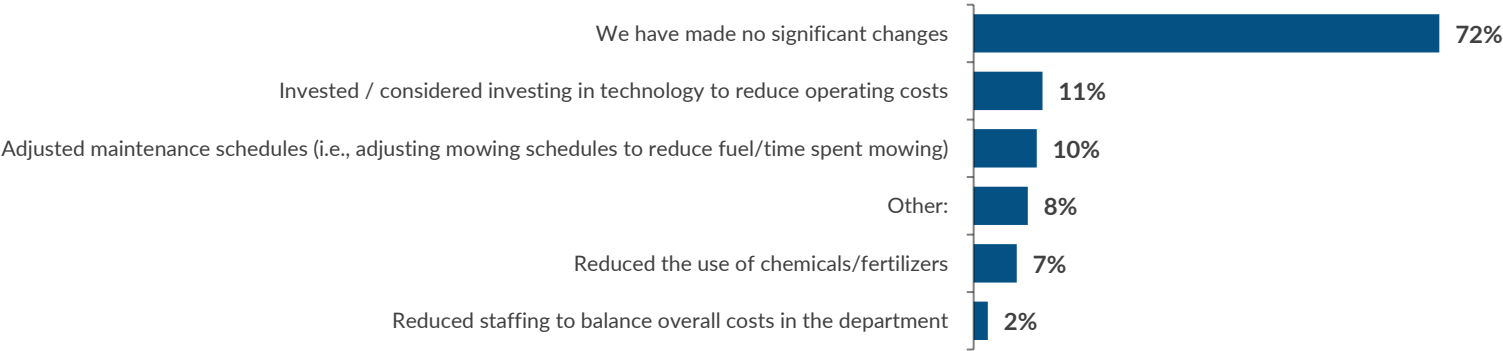 We have made no significant changes 72%
Invested / considered investing in technology to reduce operating costs 11%
Adjusted maintenance schedules (i.e., adjusting mowing schedules to reduce fuel/time spent mowing) 10%
Other: 8%
Reduced the use of chemicals/fertilizers 7%
Reduced staffing to balance overall costs in the department 2%